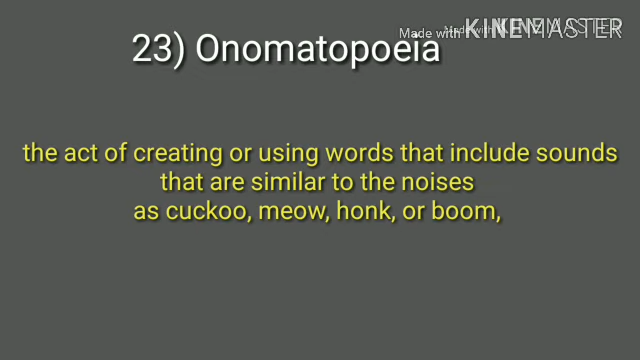 Made with KINEMASTER
23) Onomatopoeia
the act of creating or using words that include sounds
that are similar to the noises
as cuckoo, meow, honk, or boom,